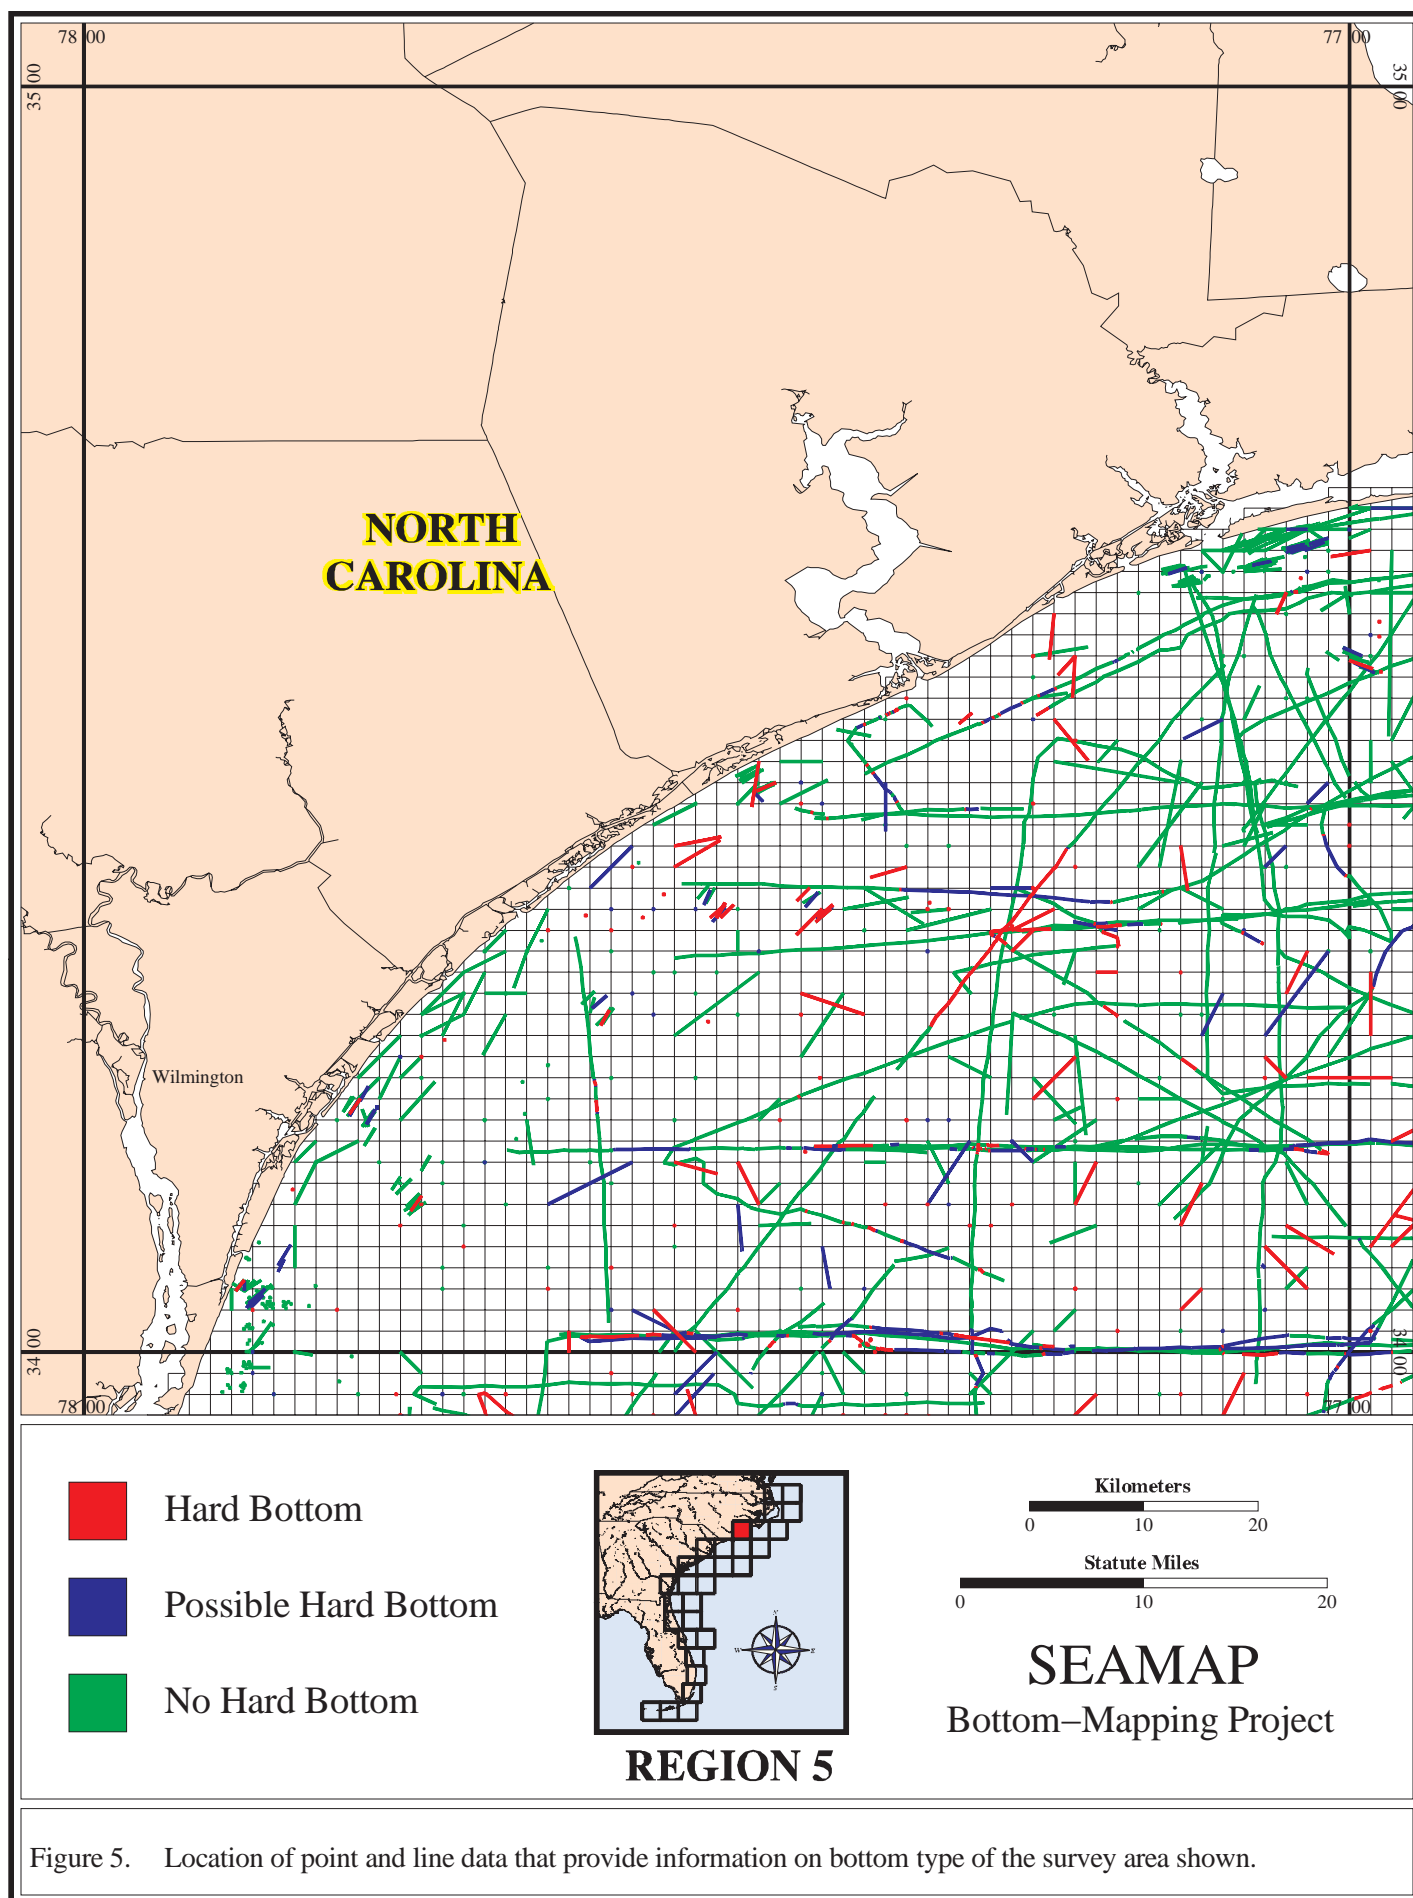 78 00
77 00
35 00
35 00
NORTH
CAROLINA
Wilmington
34 00
34 00
78 00
77 00
Hard Bottom
Possible Hard Bottom
No Hard Bottom
N
W
E
S
REGION 5
Kilometers
0 10 20
Statute Miles
0 10 20
SEAMAP
Bottom–Mapping Project
Figure 5. Location of point and line data that provide information on bottom type of the survey area shown.